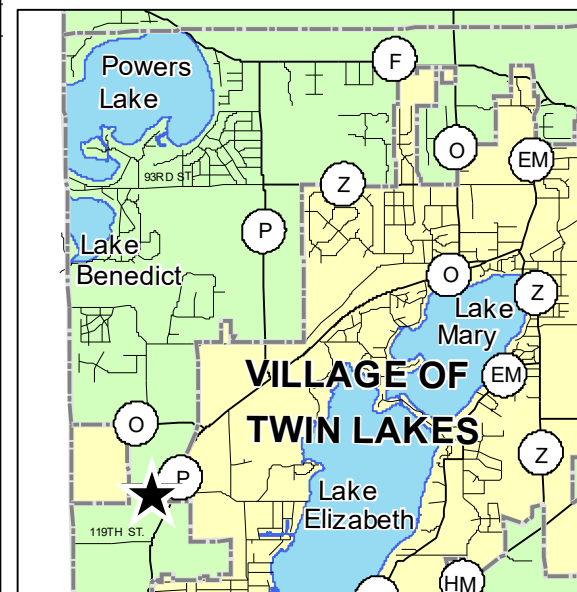 F
Powers
Lake
O
EM
93RD ST.
Z
P
Lake
Benedict
O
Z
Lake
Mary
VILLAGE OF
EM
TWIN LAKES
O
Z
P
Lake
Elizabeth
119TH ST.
HM